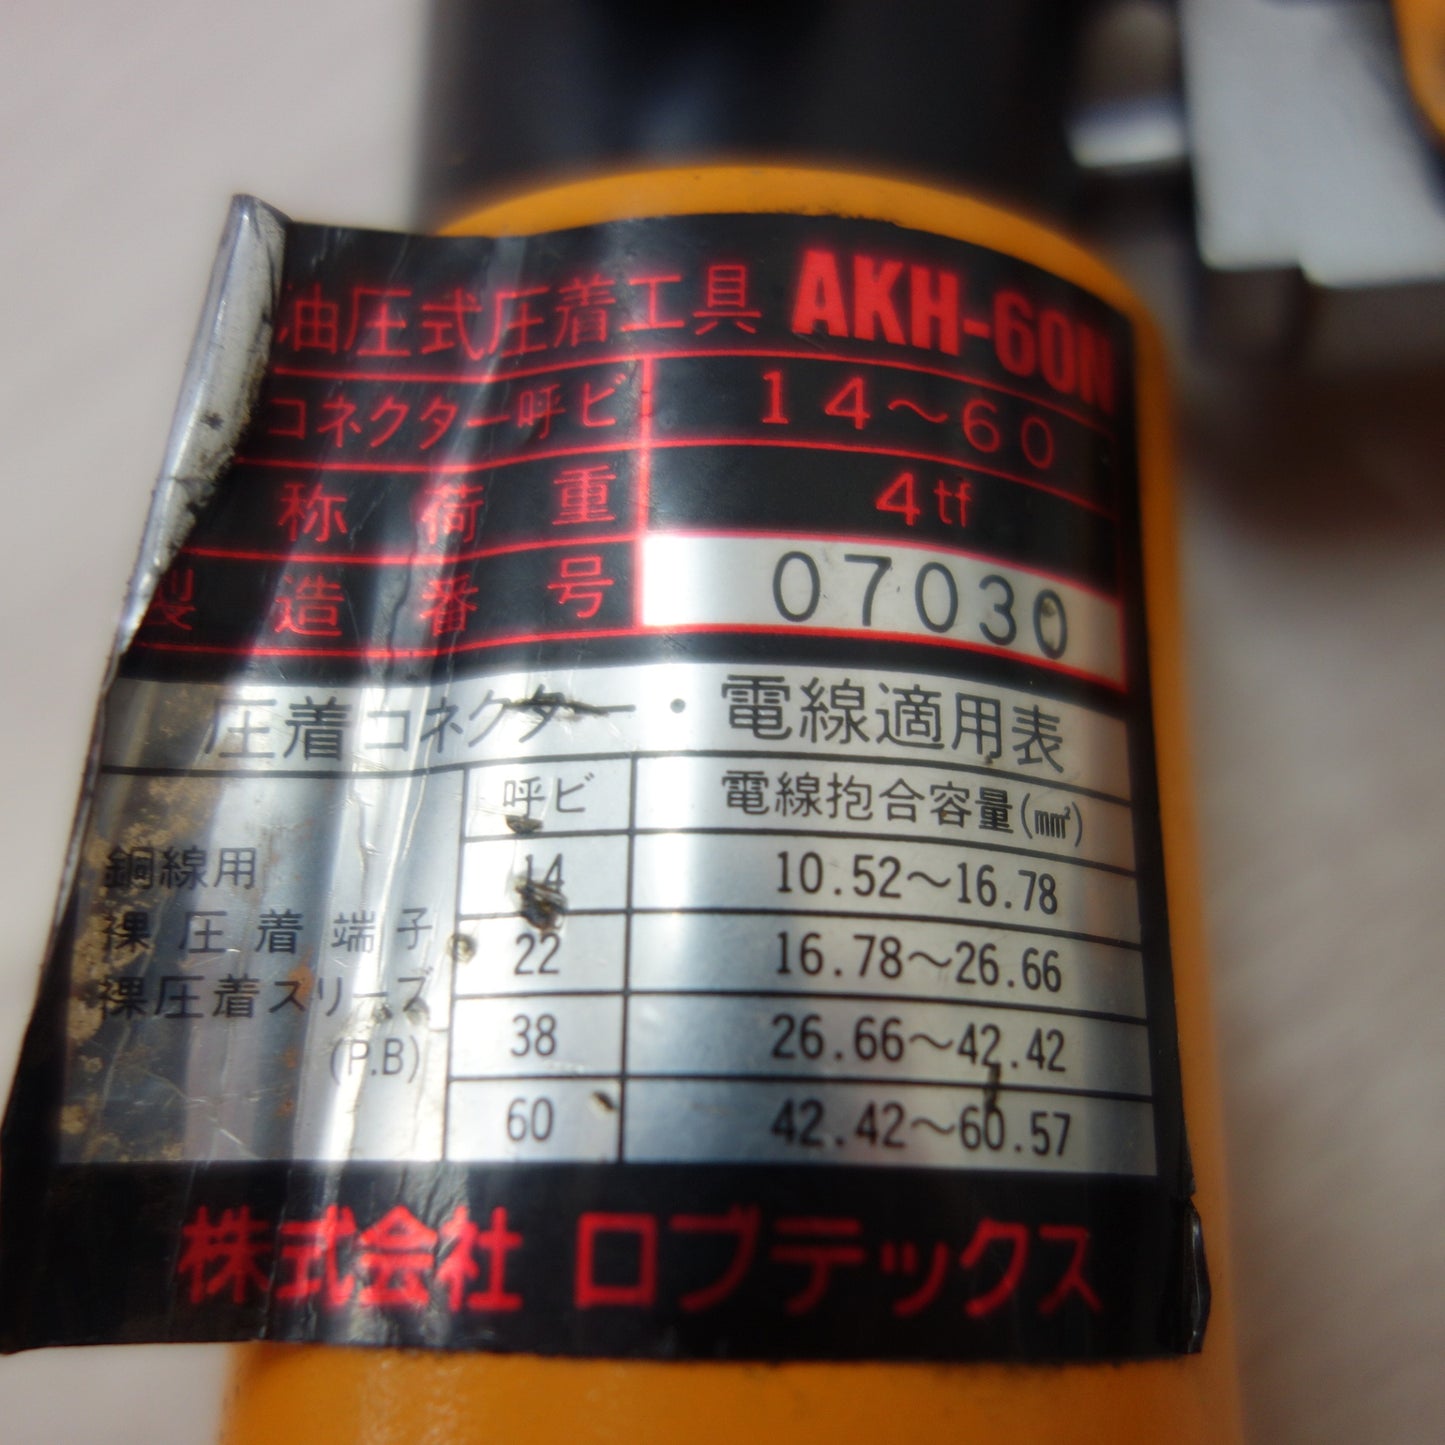 油圧式圧着工具 AKH-60N
コネクター呼ビ 14～60
称荷重 4tf
製造番号 07030
圧着コネクター・電線適用表
呼ビ 電線抱合容量(㎟)
銅線用
裸圧着端子
裸圧着スリーズ
(P.B)
14 10.52～16.78
22 16.78～26.66
38 26.66～42.42
60 42.42～60.57
株式会社 ロブテックス